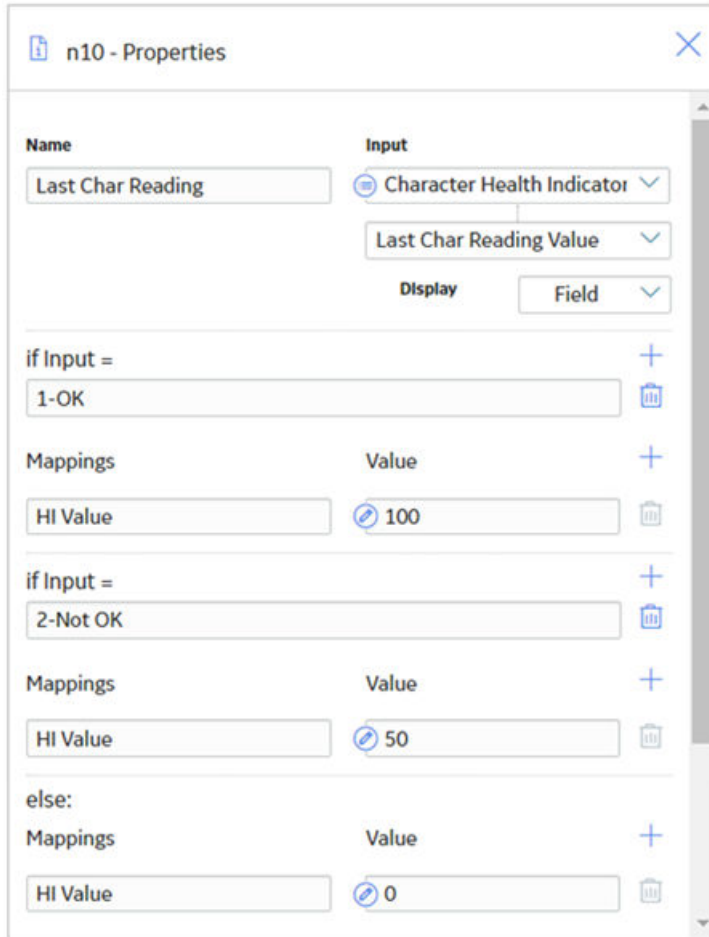 n10 - Properties
Name Input
Last Char Reading Character Health Indicator
Last Char Reading Value
Display Field
if Input =
1-OK
Mappings Value
HI Value 100
if Input =
2-Not OK
Mappings Value
HI Value 50
else:
Mappings Value
HI Value 0